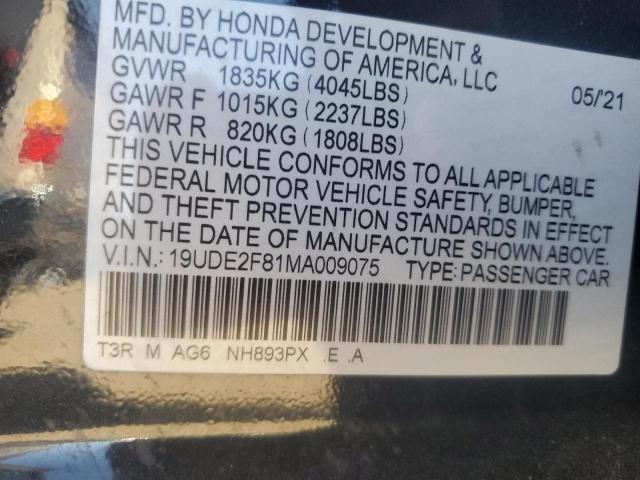 MFD. BY HONDA DEVELOPMENT &
MANUFACTURING OF AMERICA, LLC
GVWR 1835KG (4045LBS) 05/'21
GAWR F 1015KG (2237LBS)
GAWR R 820KG (1808LBS)
THIS VEHICLE CONFORMS TO ALL APPLICABLE
FEDERAL MOTOR VEHICLE SAFETY, BUMPER,
AND THEFT PREVENTION STANDARDS IN EFFECT
ON THE DATE OF MANUFACTURE SHOWN ABOVE.
V.I.N.: 19UDE2F81MA009075 TYPE: PASSENGER CAR
T3R M AG6 NH893PX .E .A